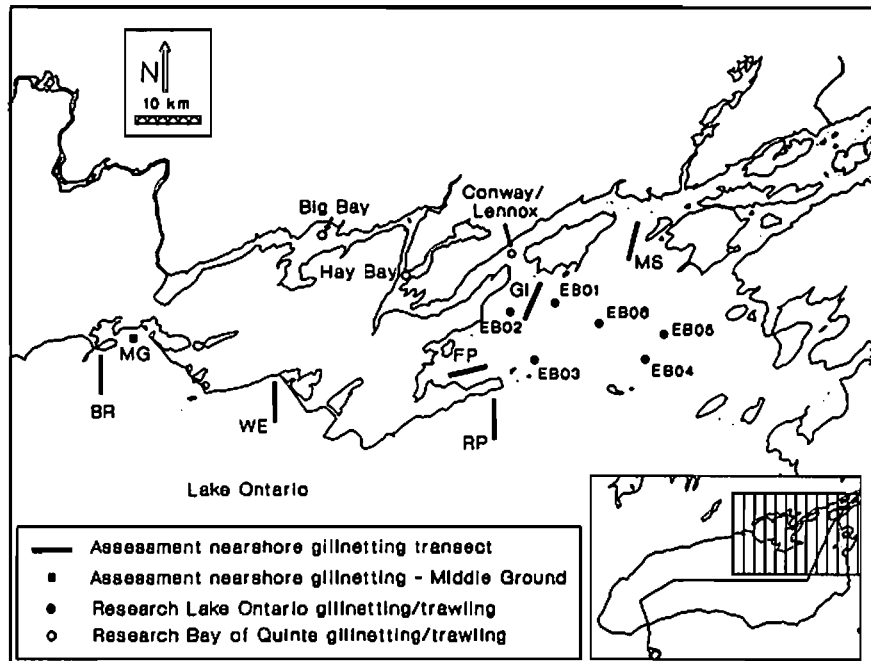 N
10 km
Big Bay
Conway/
Lennox
Hay Bay
MS
GI
EB01
EB02
EB06
EB05
FP
EB03
EB04
MG
BR
WE
RP
Lake Ontario
Assessment nearshore gillnetting transect
Assessment nearshore gillnetting - Middle Ground
Research Lake Ontario gillnetting/trawling
Research Bay of Quinte gillnetting/trawling